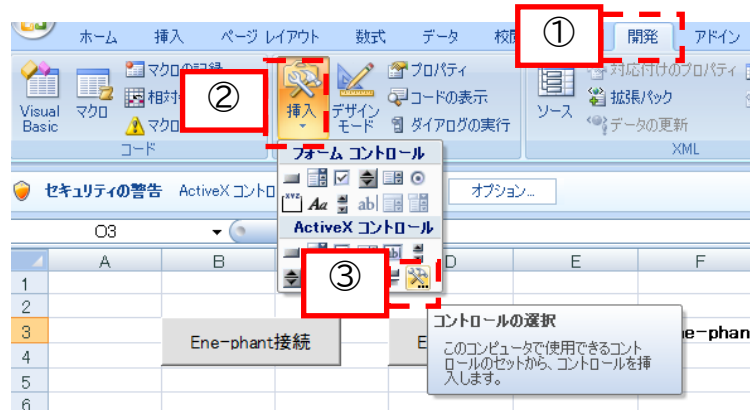 ①
ホーム 挿入 ページ レイアウト 数式 データ 校 開発 アドイン
②
マクロの記録
相対
マクロ
Visual Basic
マクロ
コード
挿入
デザイン モード
プロパティ
コードの表示
ダイアログの実行
ソース
対応付けのプロパティ
拡張パック
データの更新
XML
フォーム コントロール
XYZ Aa ab|
ActiveX コントロール
ab|
③
セキュリティの警告 ActiveX コントロ
オプション...
O3
A B D E F
1
2
3
4
5
6
Ene-phant接続
E
e-phan
コントロールの選択
このコンピュータで使用できるコント
ロールのセットから、コントロールを挿
入します。